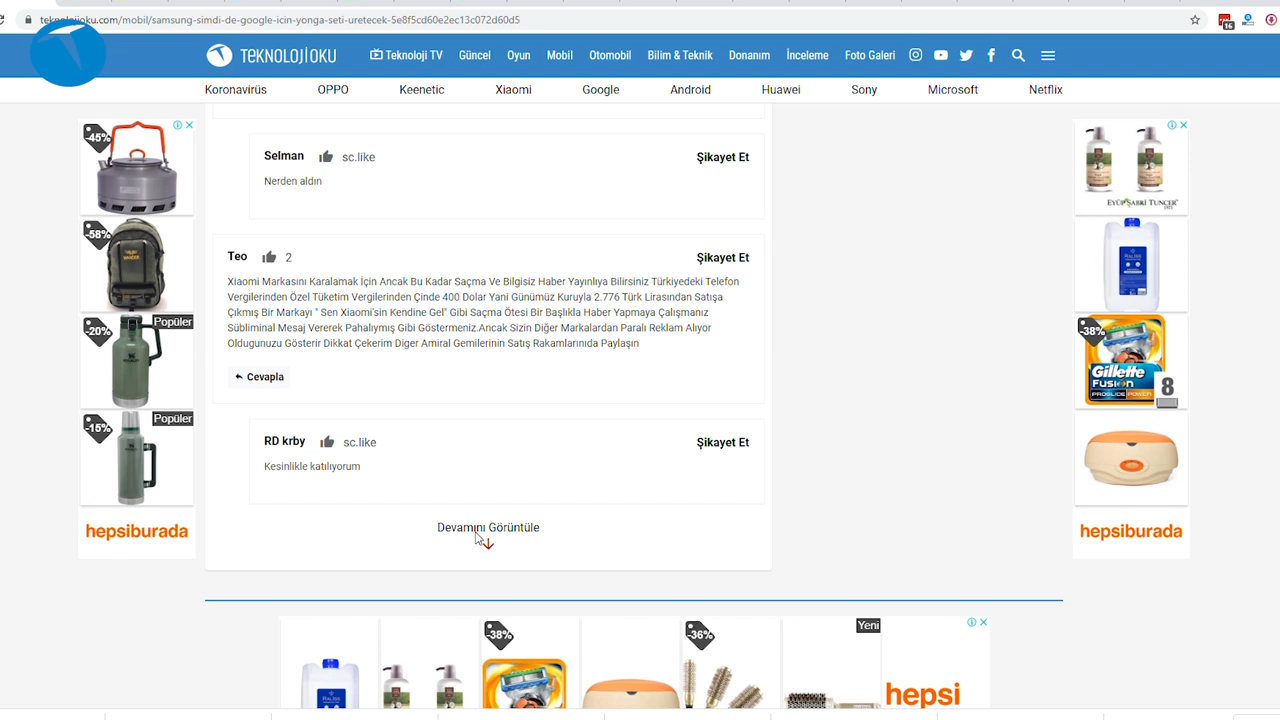 teknolojioku.com/mobil/samsung-simdi-de-google-icin-yonga-seti-uretecek-5e8f5cd60e2ec13c072d60d5
16
TEKNOLOJİOKU
Teknoloji TV Güncel Oyun Mobil Otomobil Bilim & Teknik Donanım İnceleme Foto Galeri
Koronavirüs OPPO Keenetic Xiaomi Google Android Huawei Sony Microsoft Netflix
Selman sc.like Şikayet Et
Nerden aldın
Teo 2 Şikayet Et
Xiaomi Markasını Karalamak İçin Ancak Bu Kadar Saçma Ve Bilgisiz Haber Yayınlıya Bilirsiniz Türkiyedeki Telefon
Vergilerinden Özel Tüketim Vergilerinden Çinde 400 Dolar Yani Günümüz Kuruyla 2.776 Türk Lirasından Satışa
Çıkmış Bir Markayı " Sen Xiaomi'sin Kendine Gel" Gibi Saçma Ötesi Bir Başlıkla Haber Yapmaya Çalışmanız
Sübliminal Mesaj Vererek Pahalıymış Gibi Göstermeniz.Ancak Sizin Diğer Markalardan Paralı Reklam Alıyor
Oldugunuzu Gösterir Dikkat Çekerim Diger Amiral Gemilerinin Satış Rakamlarınıda Paylaşın
Cevapla
RD krby sc.like Şikayet Et
Kesinlikle katılıyorum
Devamını Görüntüle
-45%
-58%
Popüler
-20%
Popüler
-15%
hepsiburada
EYÜP SABRİ TUNCER
1923
-38%
Gillette
FUSION
PROGLIDE POWER
8
hepsiburada
-38%
-36%
Yeni
hepsi